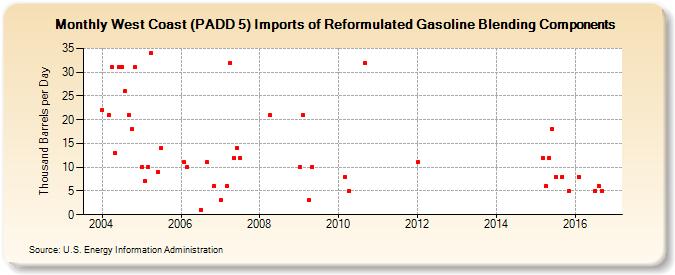 Monthly West Coast (PADD 5) Imports of Reformulated Gasoline Blending Components
Thousand Barrels per Day
35
30
25
20
15
10
5
0
2004 2006 2008 2010 2012 2014 2016
Source: U.S. Energy Information Administration